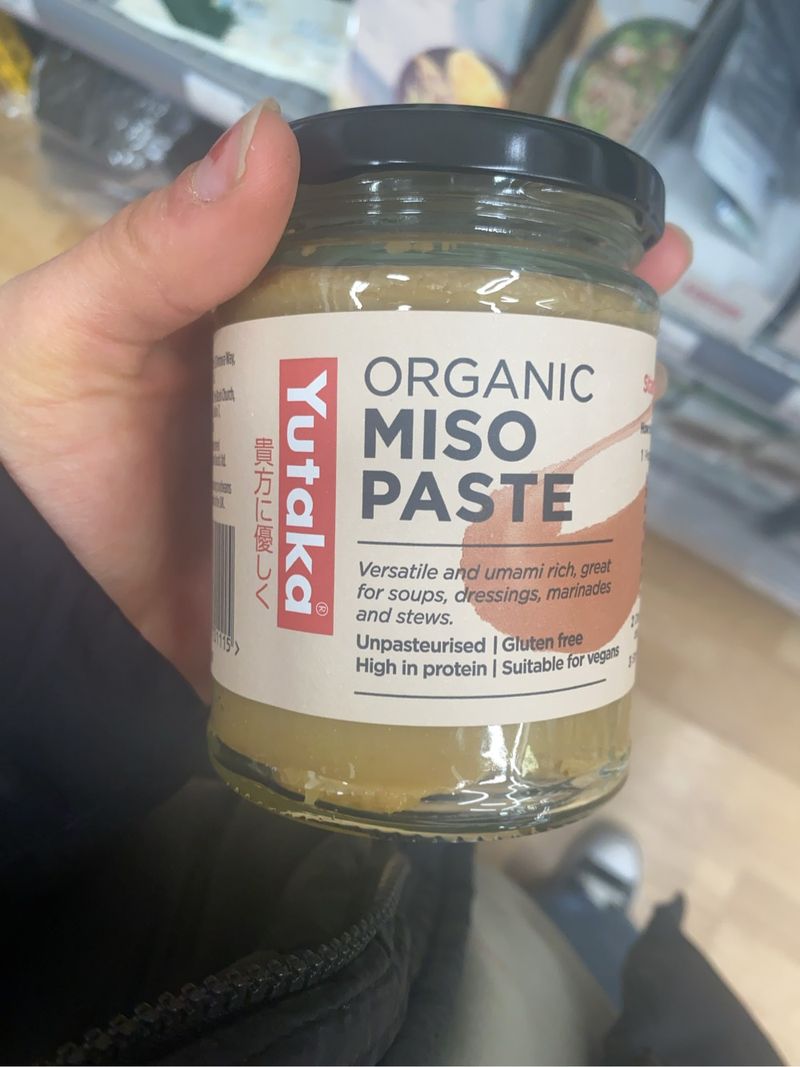 Yutaka®
貴方に優しく
ORGANIC
MISO
PASTE
Versatile and umami rich, great
for soups, dressings, marinades
and stews.
Unpasteurised | Gluten free
High in protein | Suitable for vegans